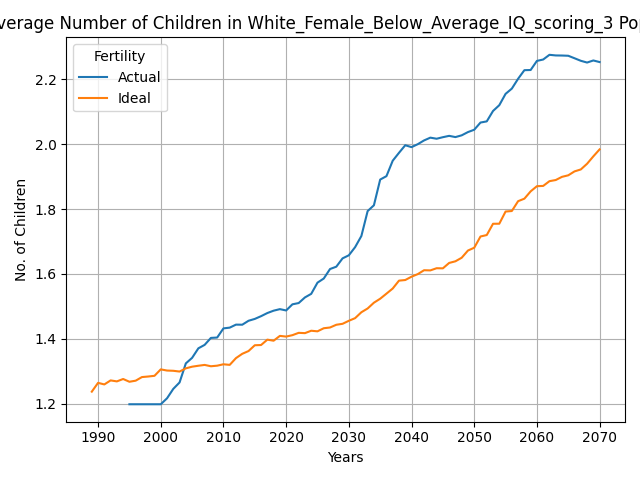 verage Number of Children in White_Female_Below_Average_IQ_scoring_3 Po
Fertility
Actual
Ideal
No. of Children
2.2
2.0
1.8
1.6
1.4
1.2
1990 2000 2010 2020 2030 2040 2050 2060 2070
Years